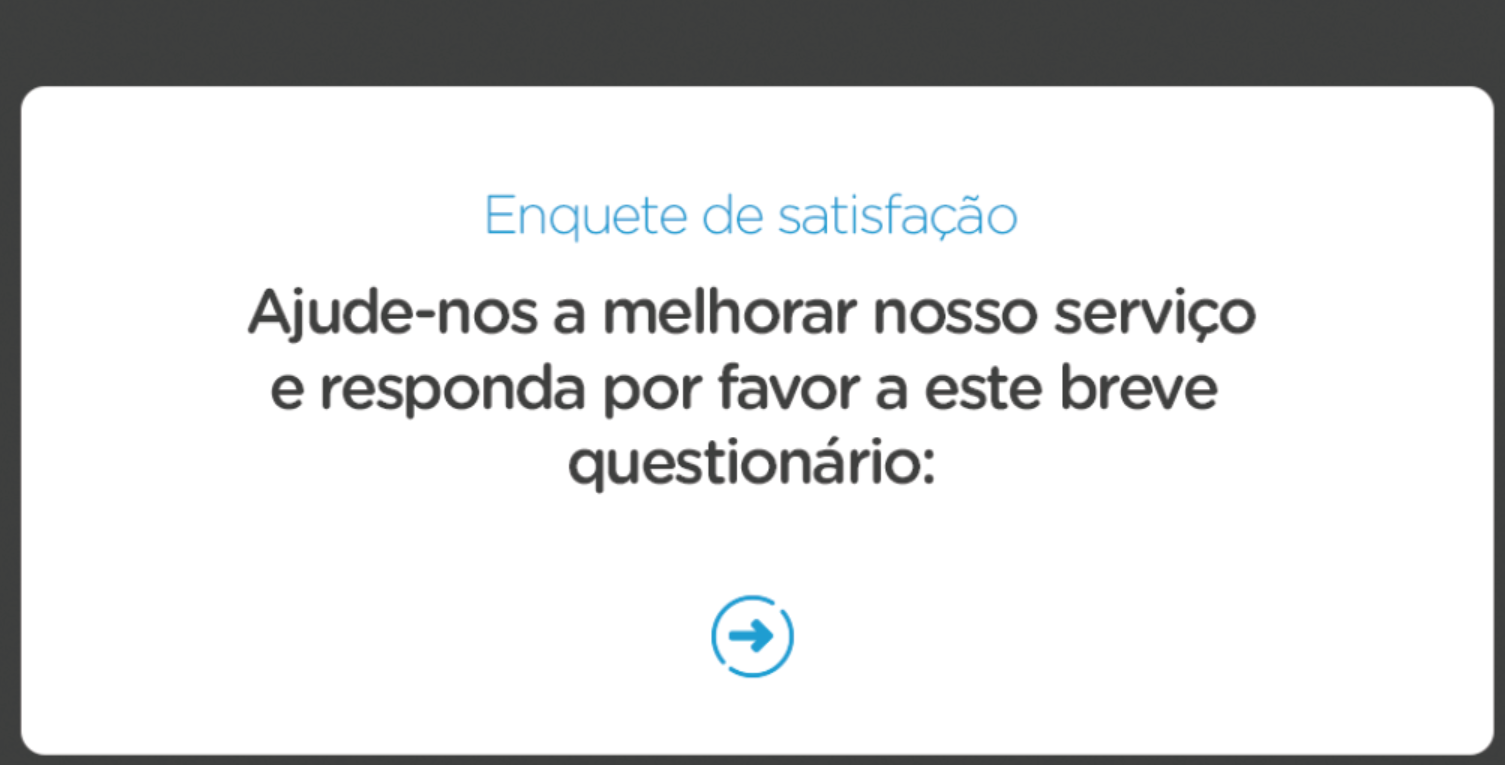 Enquete de satisfação
Ajude-nos a melhorar nosso serviço
e responda por favor a este breve
questionário: